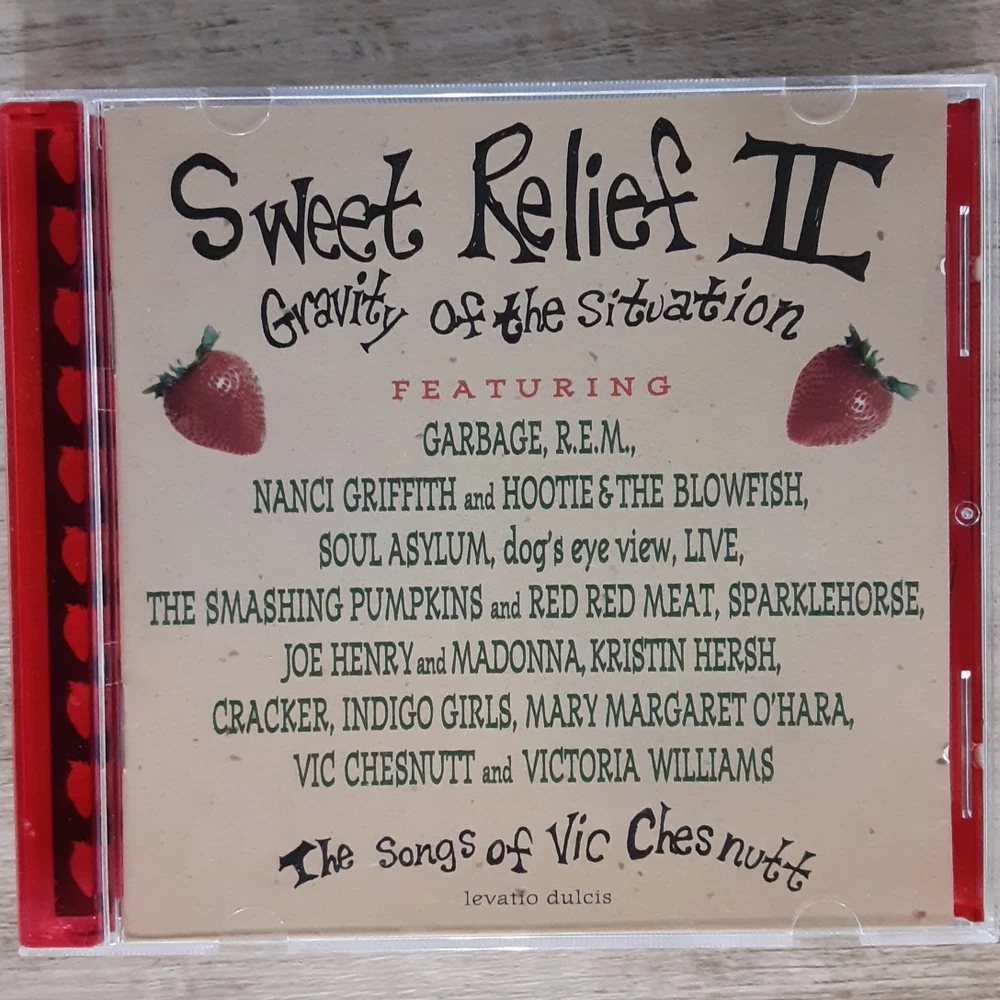 Sweet Relief II
Gravity of the Situation
FEATURING
GARBAGE, R.E.M.,
NANCI GRIFFITH and HOOTIE & THE BLOWFISH,
SOUL ASYLUM, dog's eye view, LIVE,
THE SMASHING PUMPKINS and RED RED MEAT, SPARKLEHORSE,
JOE HENRY and MADONNA, KRISTIN HERSH,
CRACKER, INDIGO GIRLS, MARY MARGARET O'HARA,
VIC CHESNUTT and VICTORIA WILLIAMS
The Songs of Vic Chesnutt
levatio dulcis